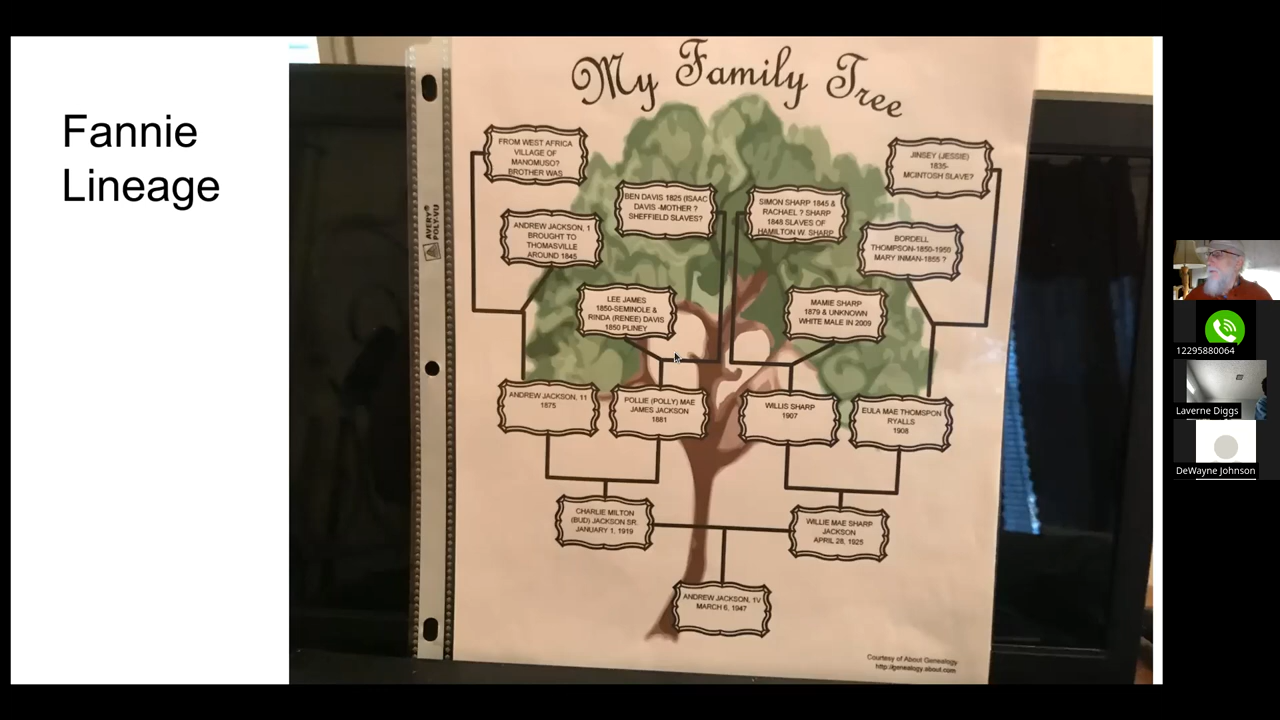 Fannie
Lineage
My Family Tree
AVERY®
POLY-VU
FROM WEST AFRICA
VILLAGE OF
MANOMUSO?
BROTHER WAS
ANDREW JACKSON, 1
BROUGHT TO
THOMASVILLE
AROUND 1845
BEN DAVIS 1825 (ISAAC
DAVIS -MOTHER ?
SHEFFIELD SLAVES?
SIMON SHARP 1845 &
RACHAEL ? SHARP
1848 SLAVES OF
HAMILTON W. SHARP
JINSEY (JESSIE)
1835-
MCINTOSH SLAVE?
BORDELL
THOMPSON-1850-1950
MARY INMAN-1855 ?
LEE JAMES
1850-SEMINOLE &
RINDA (RENEE) DAVIS
1850 PLINEY
MAMIE SHARP
1879 & UNKNOWN
WHITE MALE IN 2009
ANDREW JACKSON, 11
1875
POLLIE (POLLY) MAE
JAMES JACKSON
1881
WILLIS SHARP
1907
EULA MAE THOMSPON
RYALLS
1908
CHARLIE MILTON
(BUD) JACKSON SR.
JANUARY 1, 1919
WILLIE MAE SHARP
JACKSON
APRIL 28, 1925
ANDREW JACKSON, 1V
MARCH 6, 1947
Courtesy of About Genealogy
http://genealogy.about.com
12295880064
Laverne Diggs
DeWayne Johnson